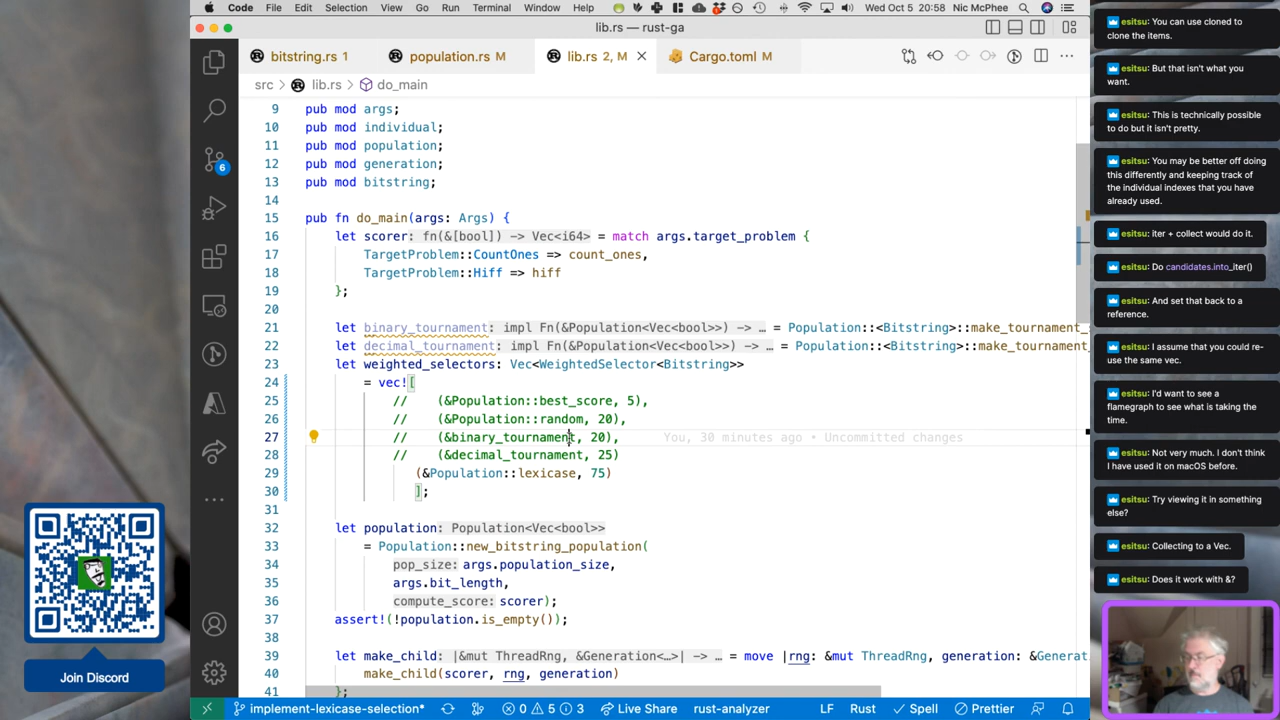 Code File Edit Selection View Go Run Terminal Window Help Wed Oct 5 20:58 Nic McPhee
lib.rs — rust-ga
bitstring.rs 1 population.rs M lib.rs 2, M Cargo.toml M
src > lib.rs > do_main
9 pub mod args;
10 pub mod individual;
11 pub mod population;
12 pub mod generation;
13 pub mod bitstring;
14
15 pub fn do_main(args: Args) {
16 let scorer: fn(&[bool]) -> Vec<i64> = match args.target_problem {
17 TargetProblem::CountOnes => count_ones,
18 TargetProblem::Hiff => hiff
19 };
20
21 let binary_tournament: impl Fn(&Population<Vec<bool>>) -> … = Population::<Bitstring>::make_tournament_
22 let decimal_tournament: impl Fn(&Population<Vec<bool>>) -> … = Population::<Bitstring>::make_tournament_
23 let weighted_selectors: Vec<WeightedSelector<Bitstring>>
24 = vec![
25 // (&Population::best_score, 5),
26 // (&Population::random, 20),
27 // (&binary_tournament, 20), You, 30 minutes ago • Uncommitted changes
28 // (&decimal_tournament, 25)
29 (&Population::lexicase, 75)
30 ];
31
32 let population: Population<Vec<bool>>
33 = Population::new_bitstring_population(
34 pop_size: args.population_size,
35 args.bit_length,
36 compute_score: scorer);
37 assert!(!population.is_empty());
38
39 let make_child: |&mut ThreadRng, &Generation<…>| -> … = move |rng: &mut ThreadRng, generation: &Generat
40 make_child(scorer, rng, generation)
41 };
6
implement-lexicase-selection* 0 5 3 Live Share rust-analyzer LF Rust Spell Prettier
Join Discord
esitsu: You can use cloned to
clone the items.
esitsu: But that isn't what you
want.
esitsu: This is technically possible
to do but it isn't pretty.
esitsu: You may be better off doing
this differently and keeping track of
the individual indexes that you have
already used.
esitsu: iter + collect would do it.
esitsu: Do candidates.into_iter()
esitsu: And set that back to a
reference.
esitsu: I assume that you could re-
use the same vec.
esitsu: I'd want to see a
flamegraph to see what is taking the
time.
esitsu: Not very much. I don't think
I have used it on macOS before.
esitsu: Try viewing it in something
else?
esitsu: Collecting to a Vec.
esitsu: Does it work with &?